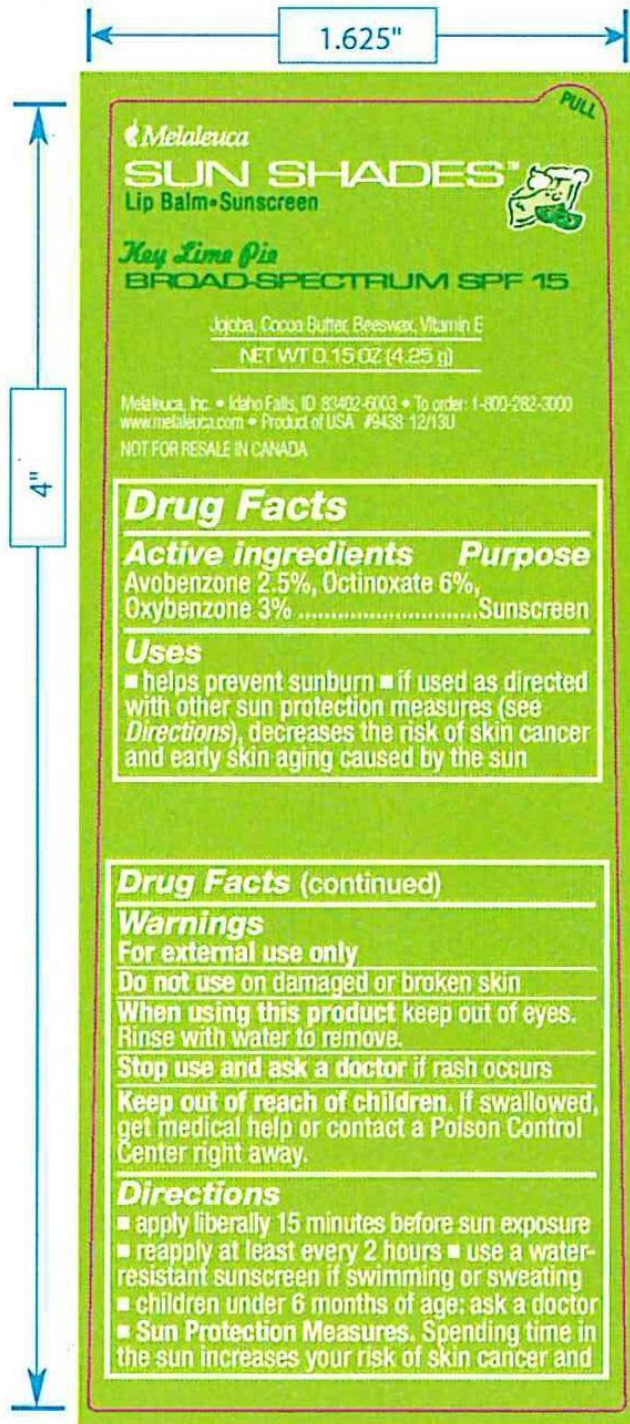 1.625"
4"
PULL
Melaleuca
SUN SHADES™
Lip Balm•Sunscreen
Key Lime Pie
BROAD-SPECTRUM SPF 15
Jojoba, Cocoa Butter, Beeswax, Vitamin E
NET WT 0.15 OZ (4.25 g)
Melaleuca, Inc. • Idaho Falls, ID 83402-6003 • To order: 1-800-282-3000
www.melaleuca.com • Product of USA #9438 12/13U
NOT FOR RESALE IN CANADA
Drug Facts
Active ingredients Purpose
Avobenzone 2.5%, Octinoxate 6%,
Oxybenzone 3% ............................Sunscreen
Uses
■ helps prevent sunburn ■ if used as directed
with other sun protection measures (see
Directions), decreases the risk of skin cancer
and early skin aging caused by the sun
Drug Facts (continued)
Warnings
For external use only
Do not use on damaged or broken skin
When using this product keep out of eyes.
Rinse with water to remove.
Stop use and ask a doctor if rash occurs
Keep out of reach of children. If swallowed,
get medical help or contact a Poison Control
Center right away.
Directions
■ apply liberally 15 minutes before sun exposure
■ reapply at least every 2 hours ■ use a water-
resistant sunscreen if swimming or sweating
■ children under 6 months of age: ask a doctor
■ Sun Protection Measures. Spending time in
the sun increases your risk of skin cancer and